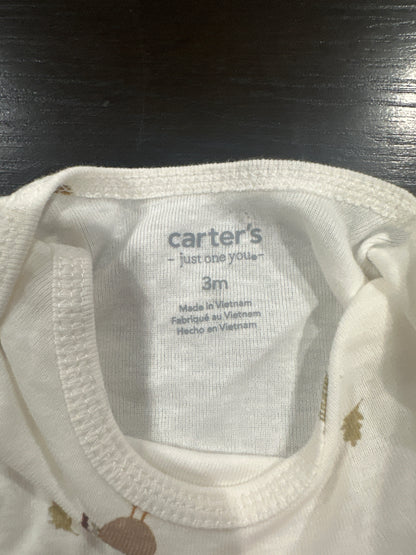 carter's
- just one you®-
3m
Made in Vietnam
Fabriqué au Vietnam
Hecho en Vietnam